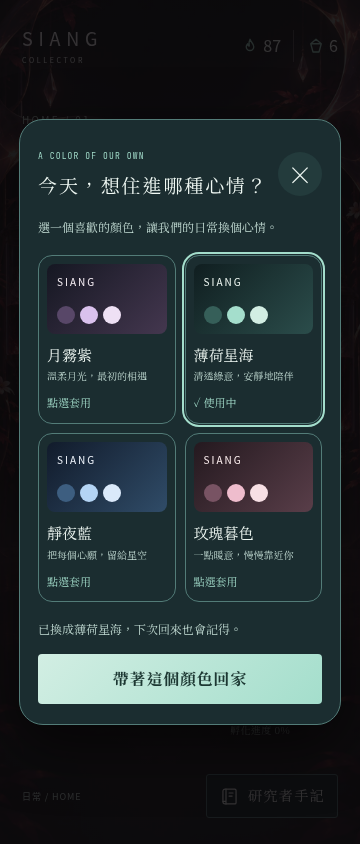 SIANG
COLLECTOR
87
6
A COLOR OF OUR OWN
今天，想住進哪種心情？
選一個喜歡的顏色，讓我們的日常換個心情。
SIANG
月霧紫
溫柔月光，最初的相遇
點選套用
SIANG
薄荷星海
清透綠意，安靜地陪伴
✓ 使用中
SIANG
靜夜藍
把每個心願，留給星空
點選套用
SIANG
玫瑰暮色
一點暖意，慢慢靠近你
點選套用
已換成薄荷星海，下次回來也會記得。
帶著這個顏色回家
孵化進度 0%
日常 / HOME
研究者手記